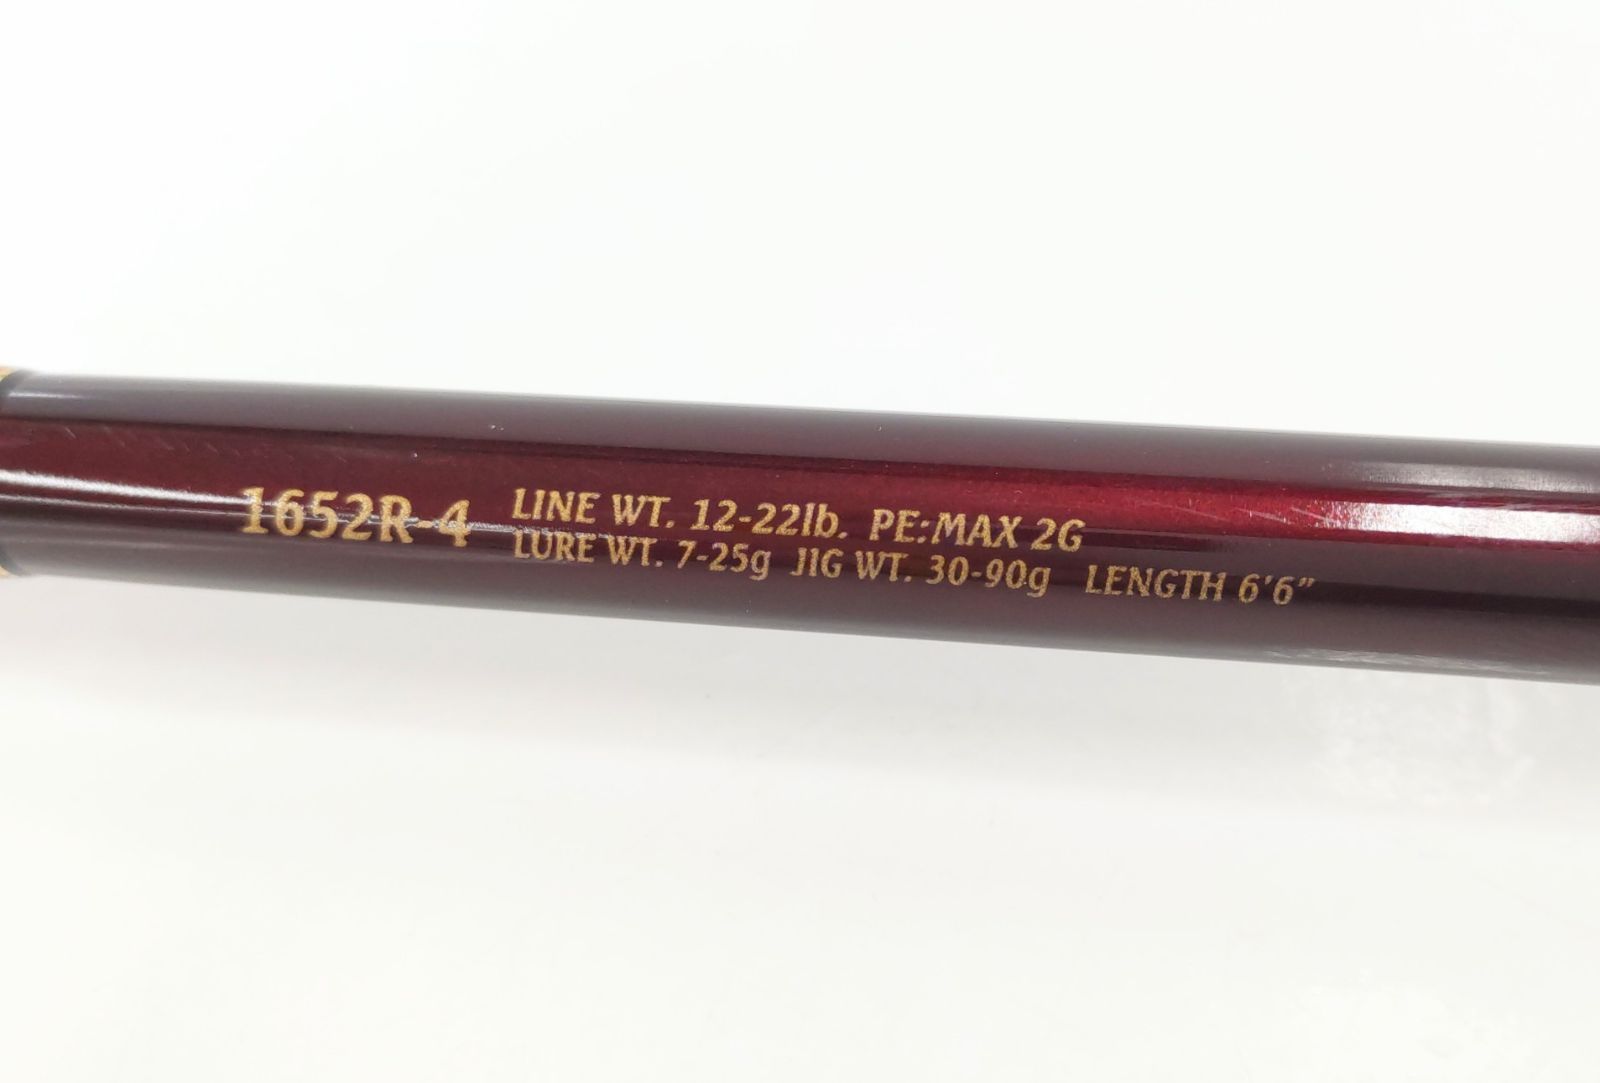 1652R-4
LINE WT. 12-22lb. PE:MAX 2G
LURE WT. 7-25g JIG WT. 30-90g LENGTH 6'6"